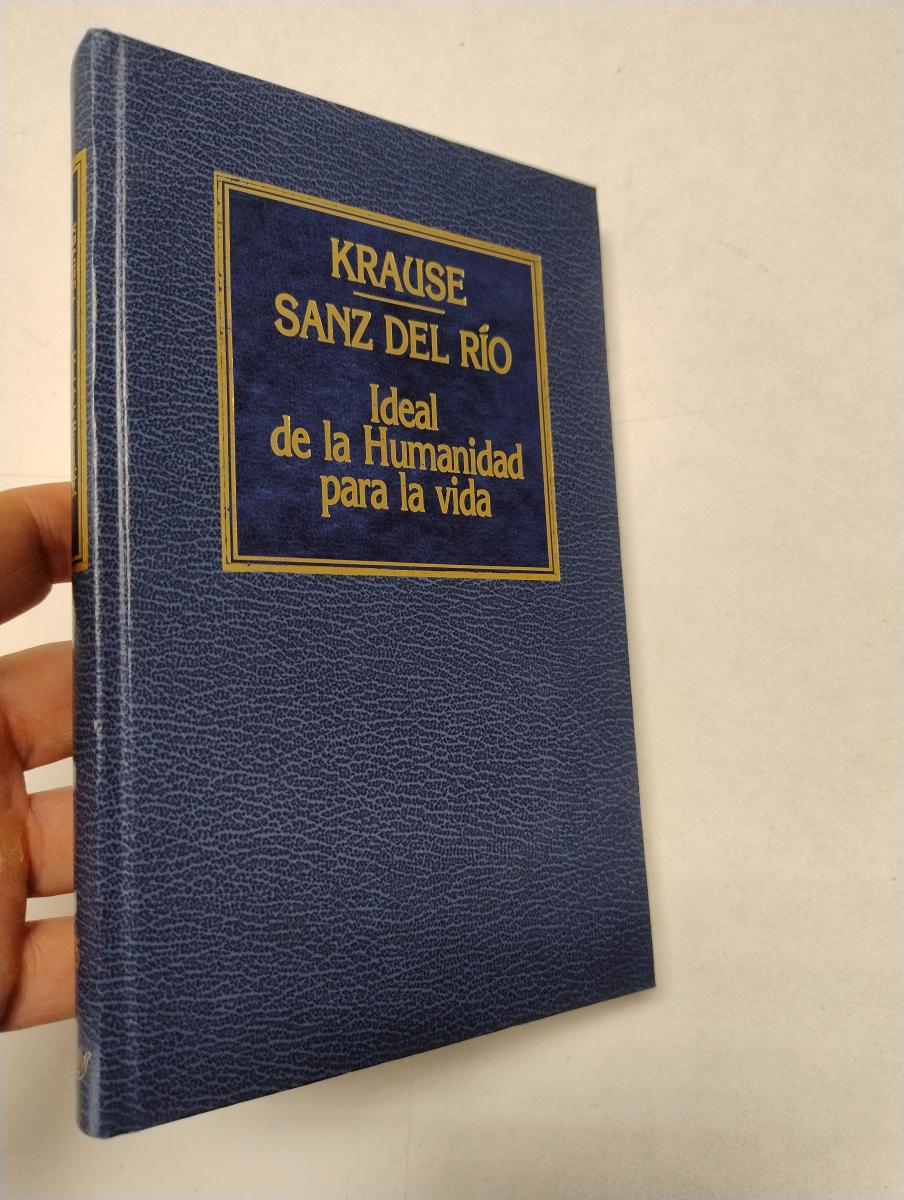 KRAUSE
SANZ DEL RÍO
Ideal
de la Humanidad
para la vida